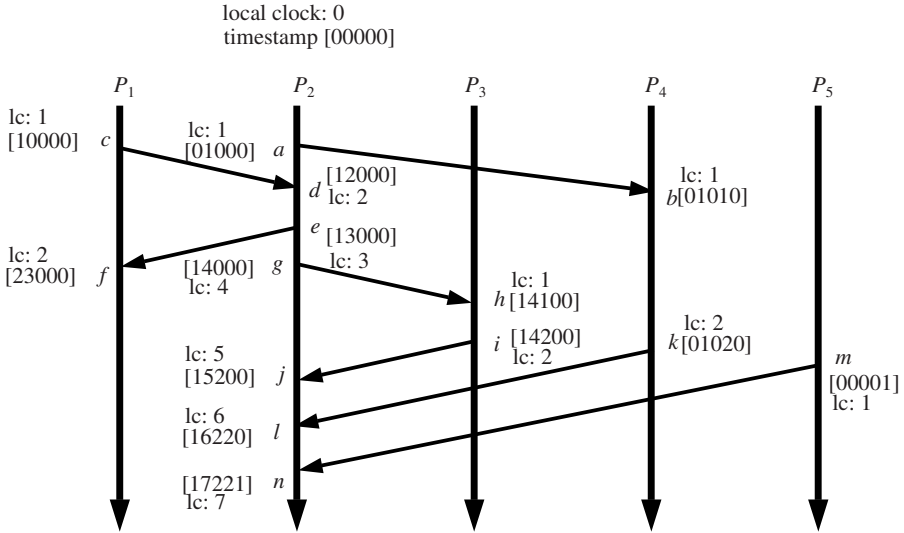 local clock: 0
timestamp [00000]
P1 P2 P3 P4 P5
lc: 1
[10000]
c
lc: 1
[01000]
a
[12000]
d lc: 2
lc: 1
b[01010]
e
[13000]
lc: 3
lc: 2
[23000]
f
[14000]
lc: 4
g
lc: 1
h[14100]
i [14200]
lc: 2
lc: 2
k[01020]
lc: 5
[15200]
j
m
[00001]
lc: 1
lc: 6
[16220]
l
[17221]
lc: 7
n